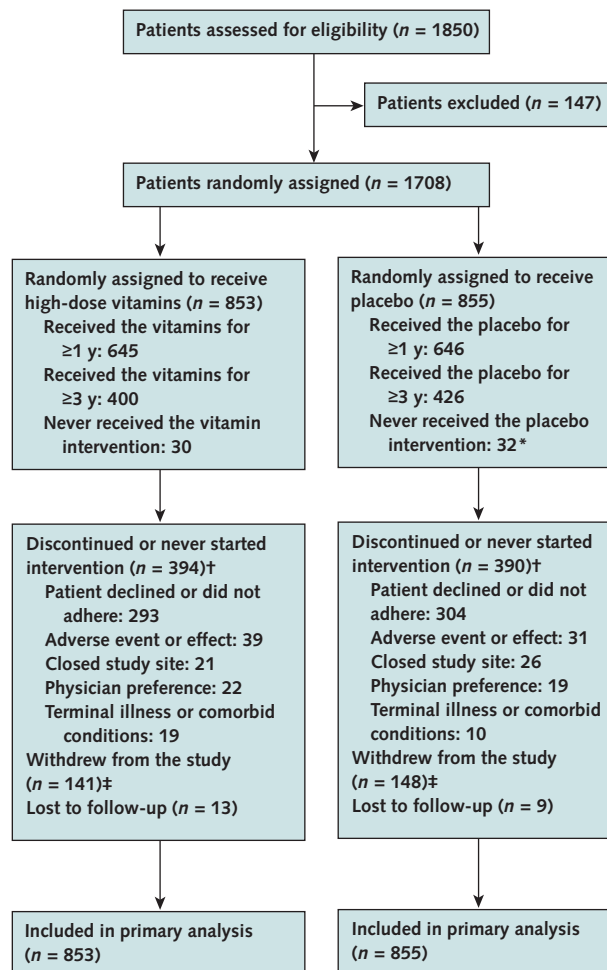 Patients assessed for eligibility (n = 1850)
Patients excluded (n = 147)
Patients randomly assigned (n = 1708)
Randomly assigned to receive
high-dose vitamins (n = 853)
Received the vitamins for
≥1 y: 645
Received the vitamins for
≥3 y: 400
Never received the vitamin
intervention: 30
Randomly assigned to receive
placebo (n = 855)
Received the placebo for
≥1 y: 646
Received the placebo for
≥3 y: 426
Never received the placebo
intervention: 32*
Discontinued or never started
intervention (n = 394)†
Patient declined or did not
adhere: 293
Adverse event or effect: 39
Closed study site: 21
Physician preference: 22
Terminal illness or comorbid
conditions: 19
Withdrew from the study
(n = 141)‡
Lost to follow-up (n = 13)
Discontinued or never started
intervention (n = 390)†
Patient declined or did not
adhere: 304
Adverse event or effect: 31
Closed study site: 26
Physician preference: 19
Terminal illness or comorbid
conditions: 10
Withdrew from the study
(n = 148)‡
Lost to follow-up (n = 9)
Included in primary analysis
(n = 853)
Included in primary analysis
(n = 855)